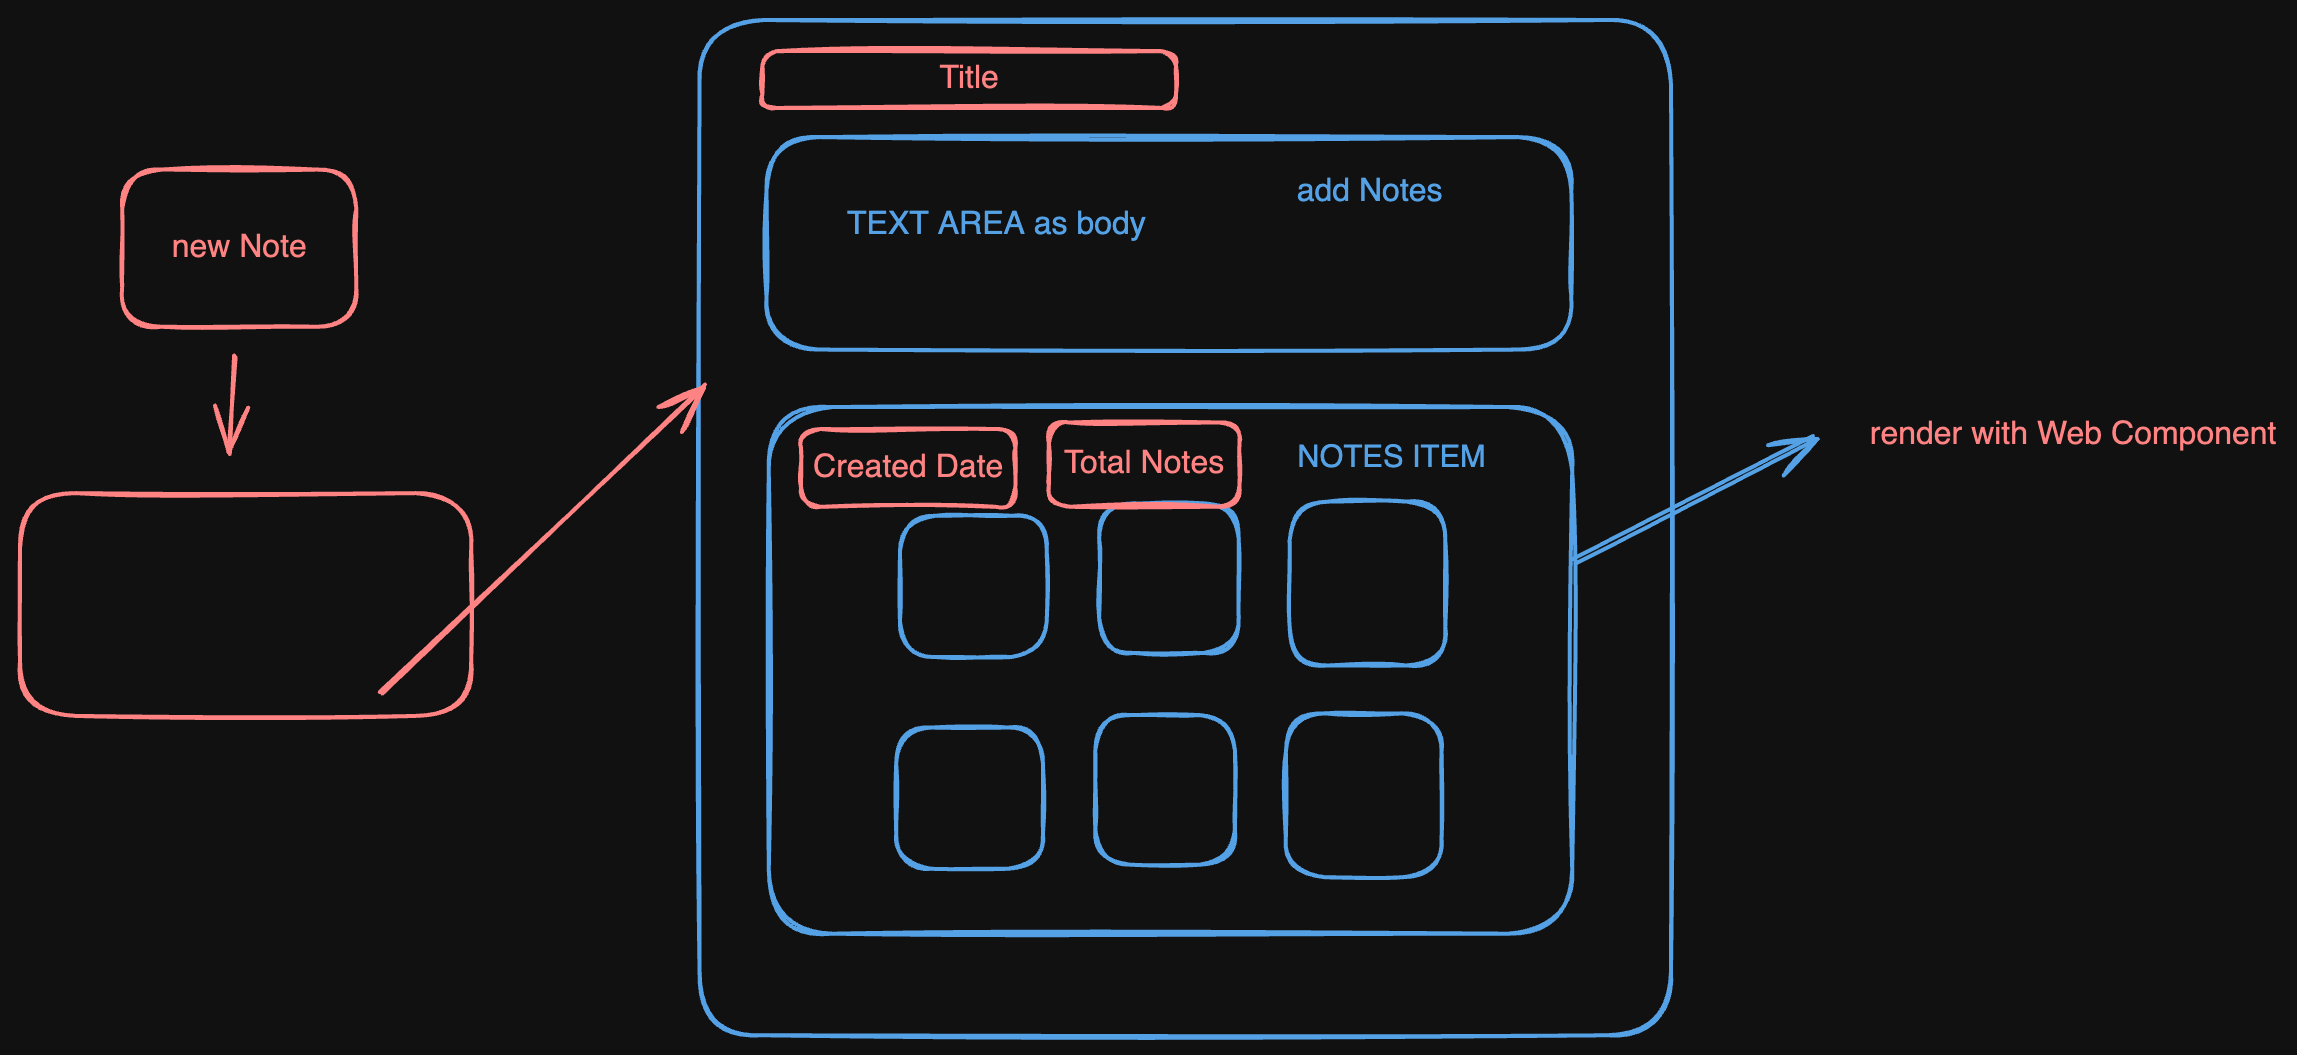 Title
add Notes
TEXT AREA as body
new Note
Created Date
Total Notes
NOTES ITEM
render with Web Component